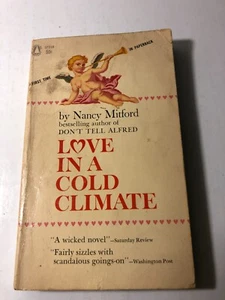 FIRST TIME
IN PAPERBACK
by Nancy Mitford
bestselling author of
DON'T TELL ALFRED
LOVE
IN A
COLD
CLIMATE
"A wicked novel"—Saturday Review
"Fairly sizzles with
scandalous goings-on"—Washington Post